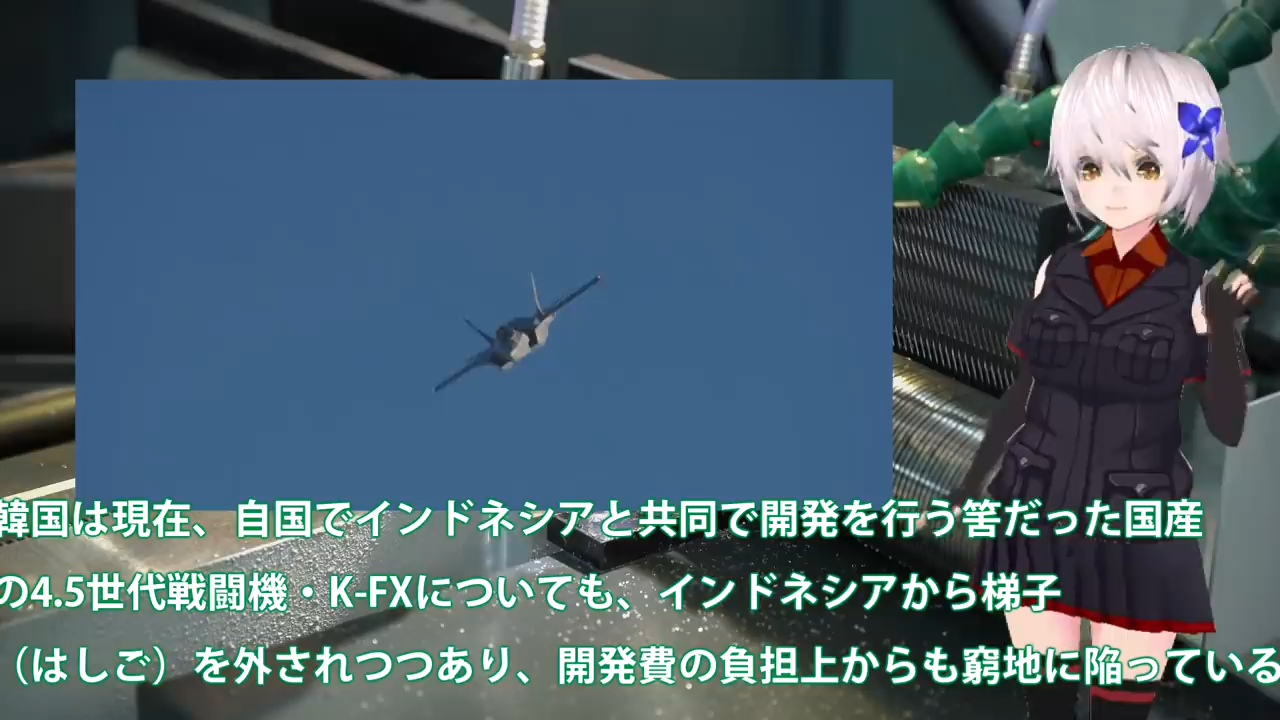 韓国は現在、自国でインドネシアと共同で開発を行う筈だった国産
の4.5世代戦闘機・K-FXについても、インドネシアから梯子
（はしご）を外されつつあり、開発費の負担上からも窮地に陥っている